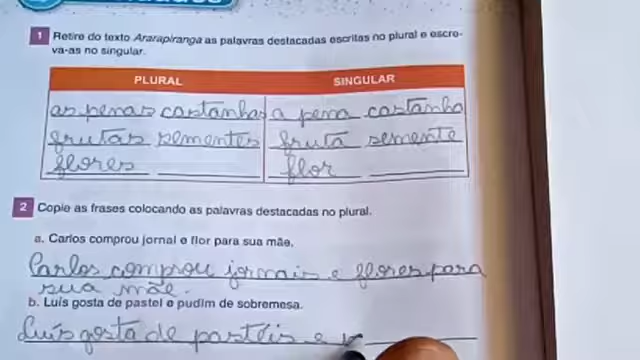 1 Retire do texto Ararapiranga as palavras destacadas escritas no plural e escre-
va-as no singular.
PLURAL SINGULAR
as penas castanhas a pena castanha
frutas sementes fruta semente
flores flor
2 Copie as frases colocando as palavras destacadas no plural.
a. Carlos comprou jornal e flor para sua mãe.
Carlos comprou jornais e flores para
sua mãe.
b. Luís gosta de pastel e pudim de sobremesa.
Luís gosta de pastéis e